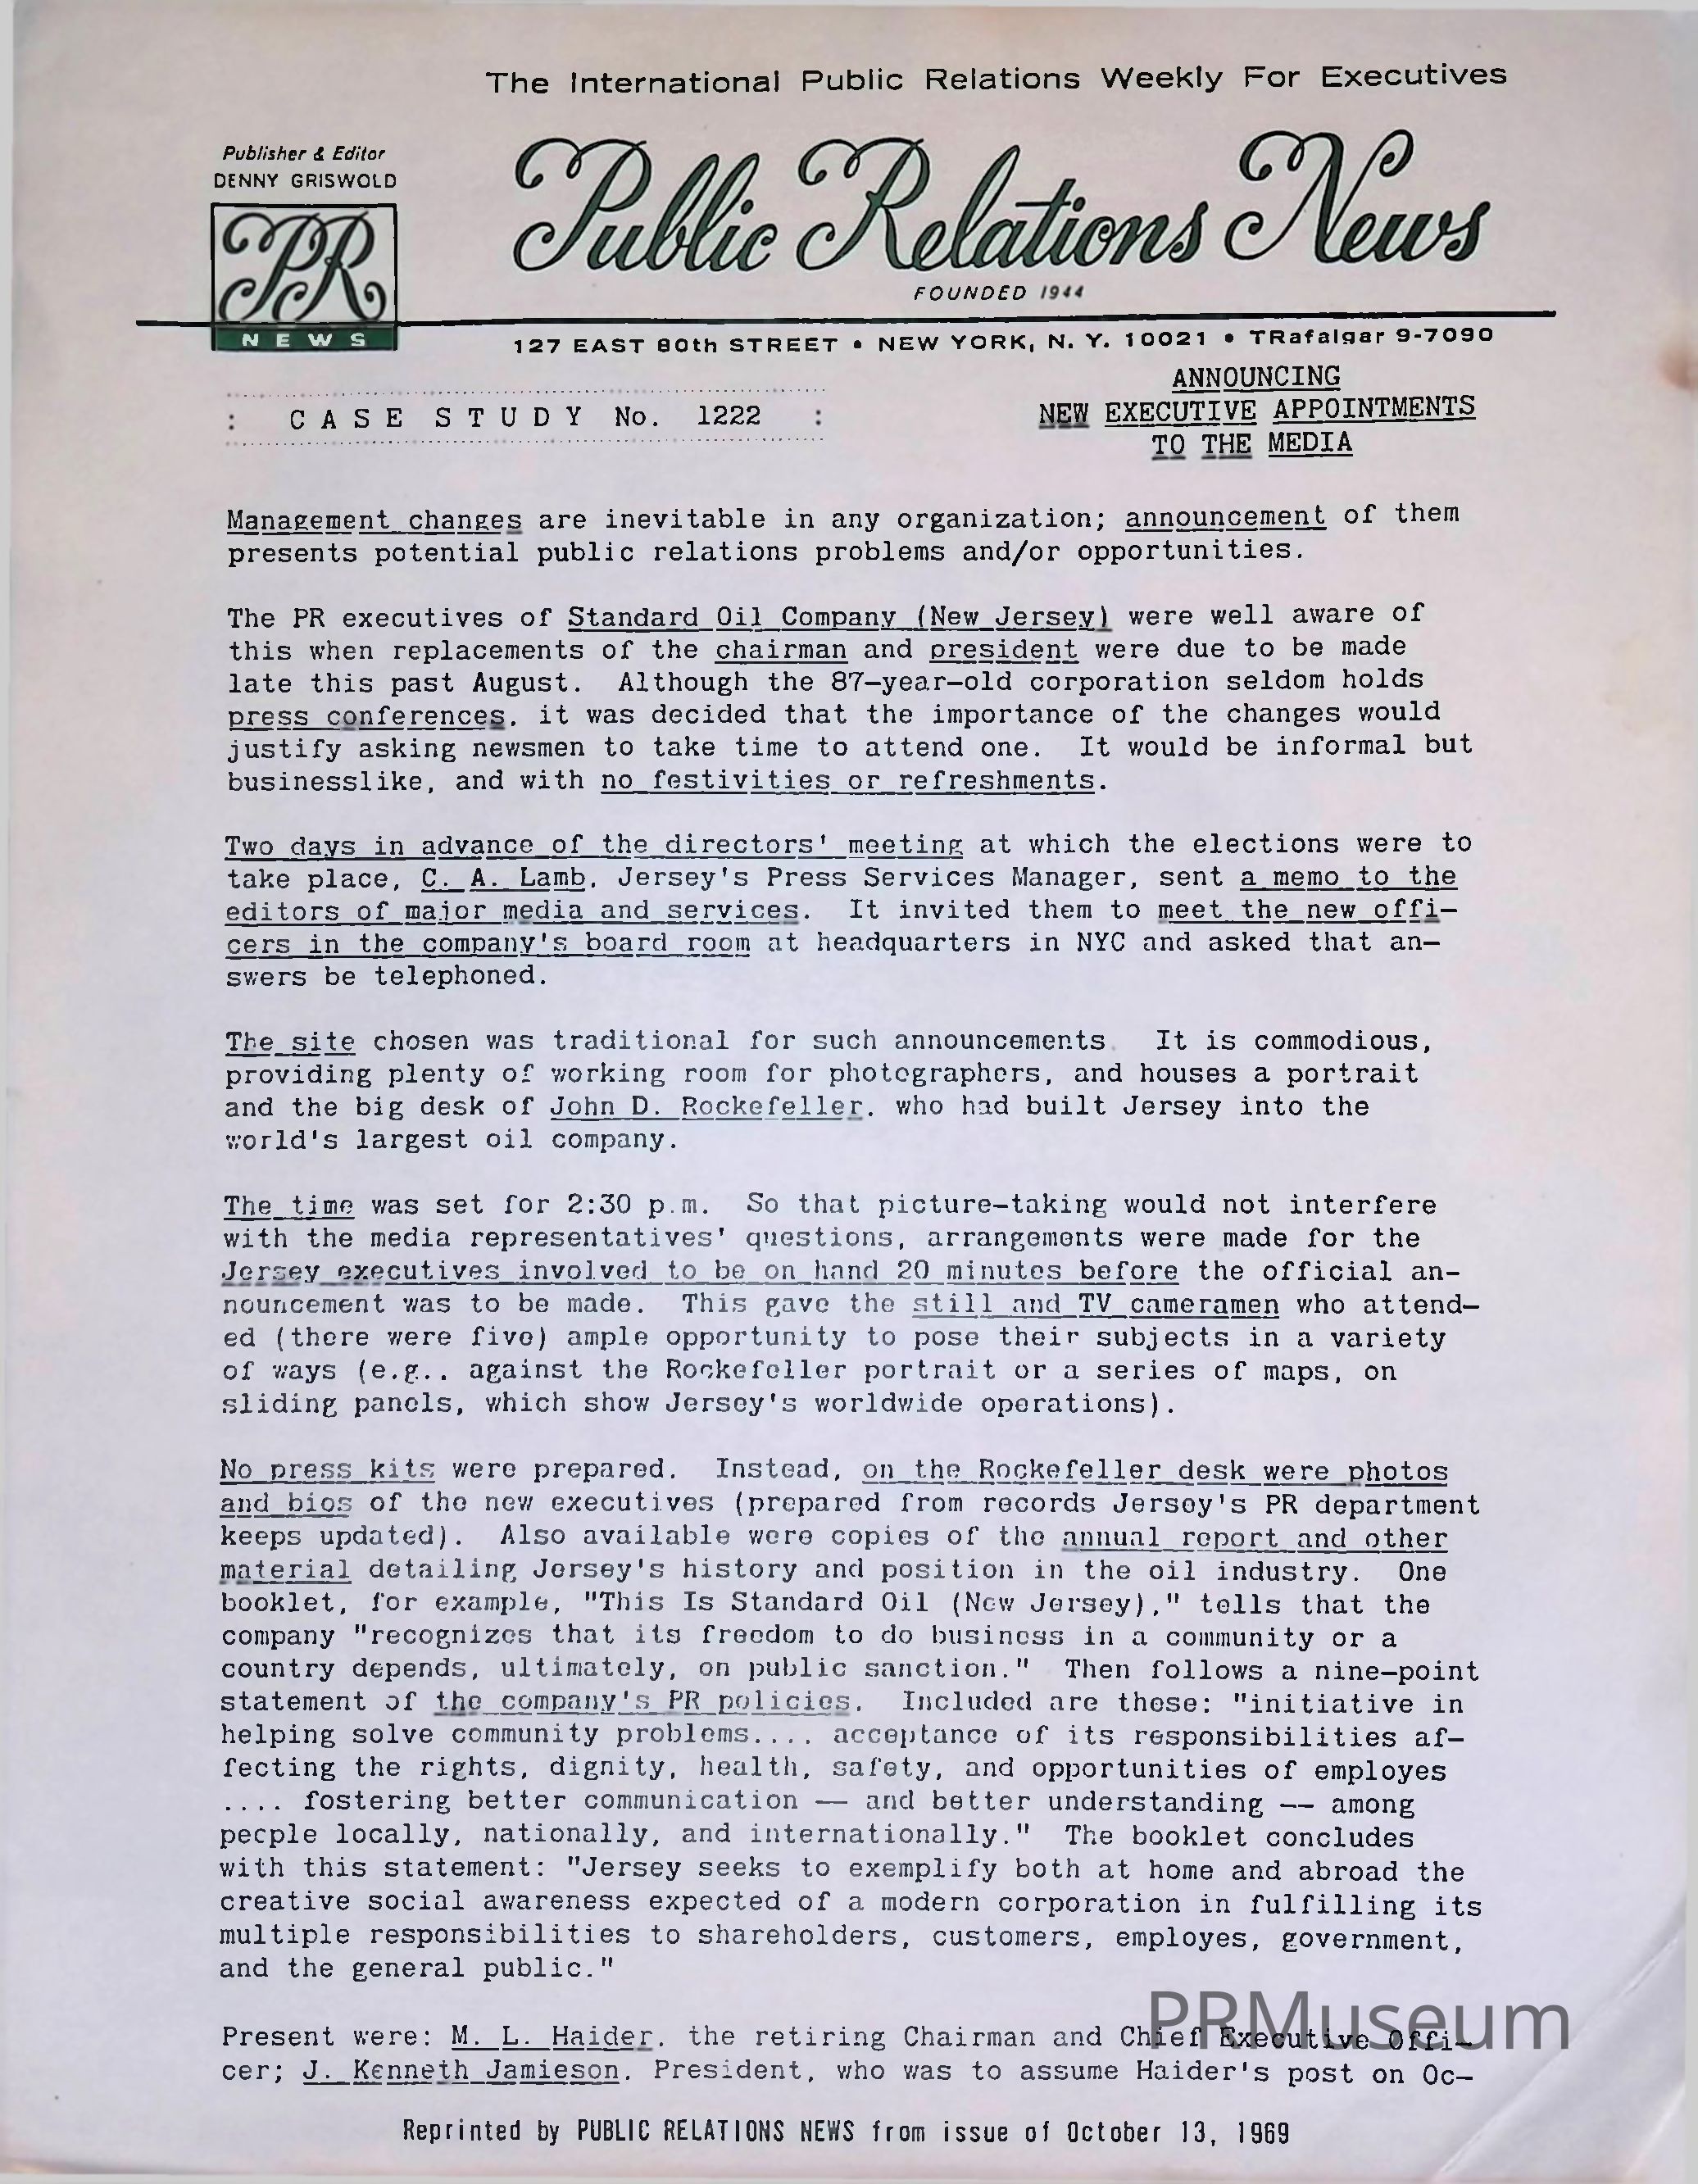 The International Public Relations Weekly For Executives
Publisher & Editor
DENNY GRISWOLD
PR
NEWS
Public Relations News
FOUNDED 1944
127 EAST 80th STREET • NEW YORK, N. Y. 10021 • TRafalgar 9-7090
: CASE STUDY No. 1222 :
ANNOUNCING
NEW EXECUTIVE APPOINTMENTS
TO THE MEDIA
Management changes are inevitable in any organization; announcement of them
presents potential public relations problems and/or opportunities.
The PR executives of Standard Oil Company (New Jersey) were well aware of
this when replacements of the chairman and president were due to be made
late this past August. Although the 87-year-old corporation seldom holds
press conferences, it was decided that the importance of the changes would
justify asking newsmen to take time to attend one. It would be informal but
businesslike, and with no festivities or refreshments.
Two days in advance of the directors' meeting at which the elections were to
take place, C. A. Lamb, Jersey's Press Services Manager, sent a memo to the
editors of major media and services. It invited them to meet the new offi-
cers in the company's board room at headquarters in NYC and asked that an-
swers be telephoned.
The site chosen was traditional for such announcements. It is commodious,
providing plenty of working room for photographers, and houses a portrait
and the big desk of John D. Rockefeller, who had built Jersey into the
world's largest oil company.
The time was set for 2:30 p.m. So that picture-taking would not interfere
with the media representatives' questions, arrangements were made for the
Jersey executives involved to be on hand 20 minutes before the official an-
nouncement was to be made. This gave the still and TV cameramen who attend-
ed (there were five) ample opportunity to pose their subjects in a variety
of ways (e.g., against the Rockefeller portrait or a series of maps, on
sliding panels, which show Jersey's worldwide operations).
No press kits were prepared. Instead, on the Rockefeller desk were photos
and bios of the new executives (prepared from records Jersey's PR department
keeps updated). Also available were copies of the annual report and other
material detailing Jersey's history and position in the oil industry. One
booklet, for example, "This Is Standard Oil (New Jersey)," tells that the
company "recognizes that its freedom to do business in a community or a
country depends, ultimately, on public sanction." Then follows a nine-point
statement of the company's PR policies. Included are these: "initiative in
helping solve community problems.... acceptance of its responsibilities af-
fecting the rights, dignity, health, safety, and opportunities of employes
.... fostering better communication -- and better understanding -- among
people locally, nationally, and internationally." The booklet concludes
with this statement: "Jersey seeks to exemplify both at home and abroad the
creative social awareness expected of a modern corporation in fulfilling its
multiple responsibilities to shareholders, customers, employes, government,
and the general public."
Present were: M. L. Haider, the retiring Chairman and Chief Executive Offi-
cer; J. Kenneth Jamieson, President, who was to assume Haider's post on Oc-
PRMuseum
Reprinted by PUBLIC RELATIONS NEWS from issue of October 13, 1969